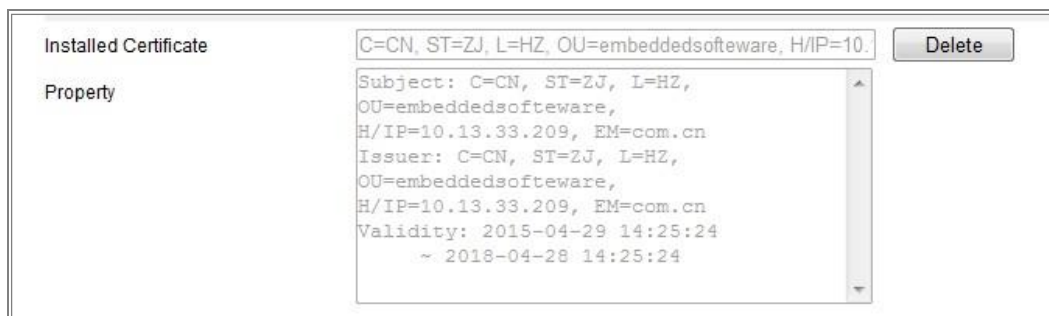 Installed Certificate
C=CN, ST=ZJ, L=HZ, OU=embeddedsofteware, H/IP=10.
Delete
Property
Subject: C=CN, ST=ZJ, L=HZ,
OU=embeddedsofteware,
H/IP=10.13.33.209, EM=com.cn
Issuer: C=CN, ST=ZJ, L=HZ,
OU=embeddedsofteware,
H/IP=10.13.33.209, EM=com.cn
Validity: 2015-04-29 14:25:24
~ 2018-04-28 14:25:24